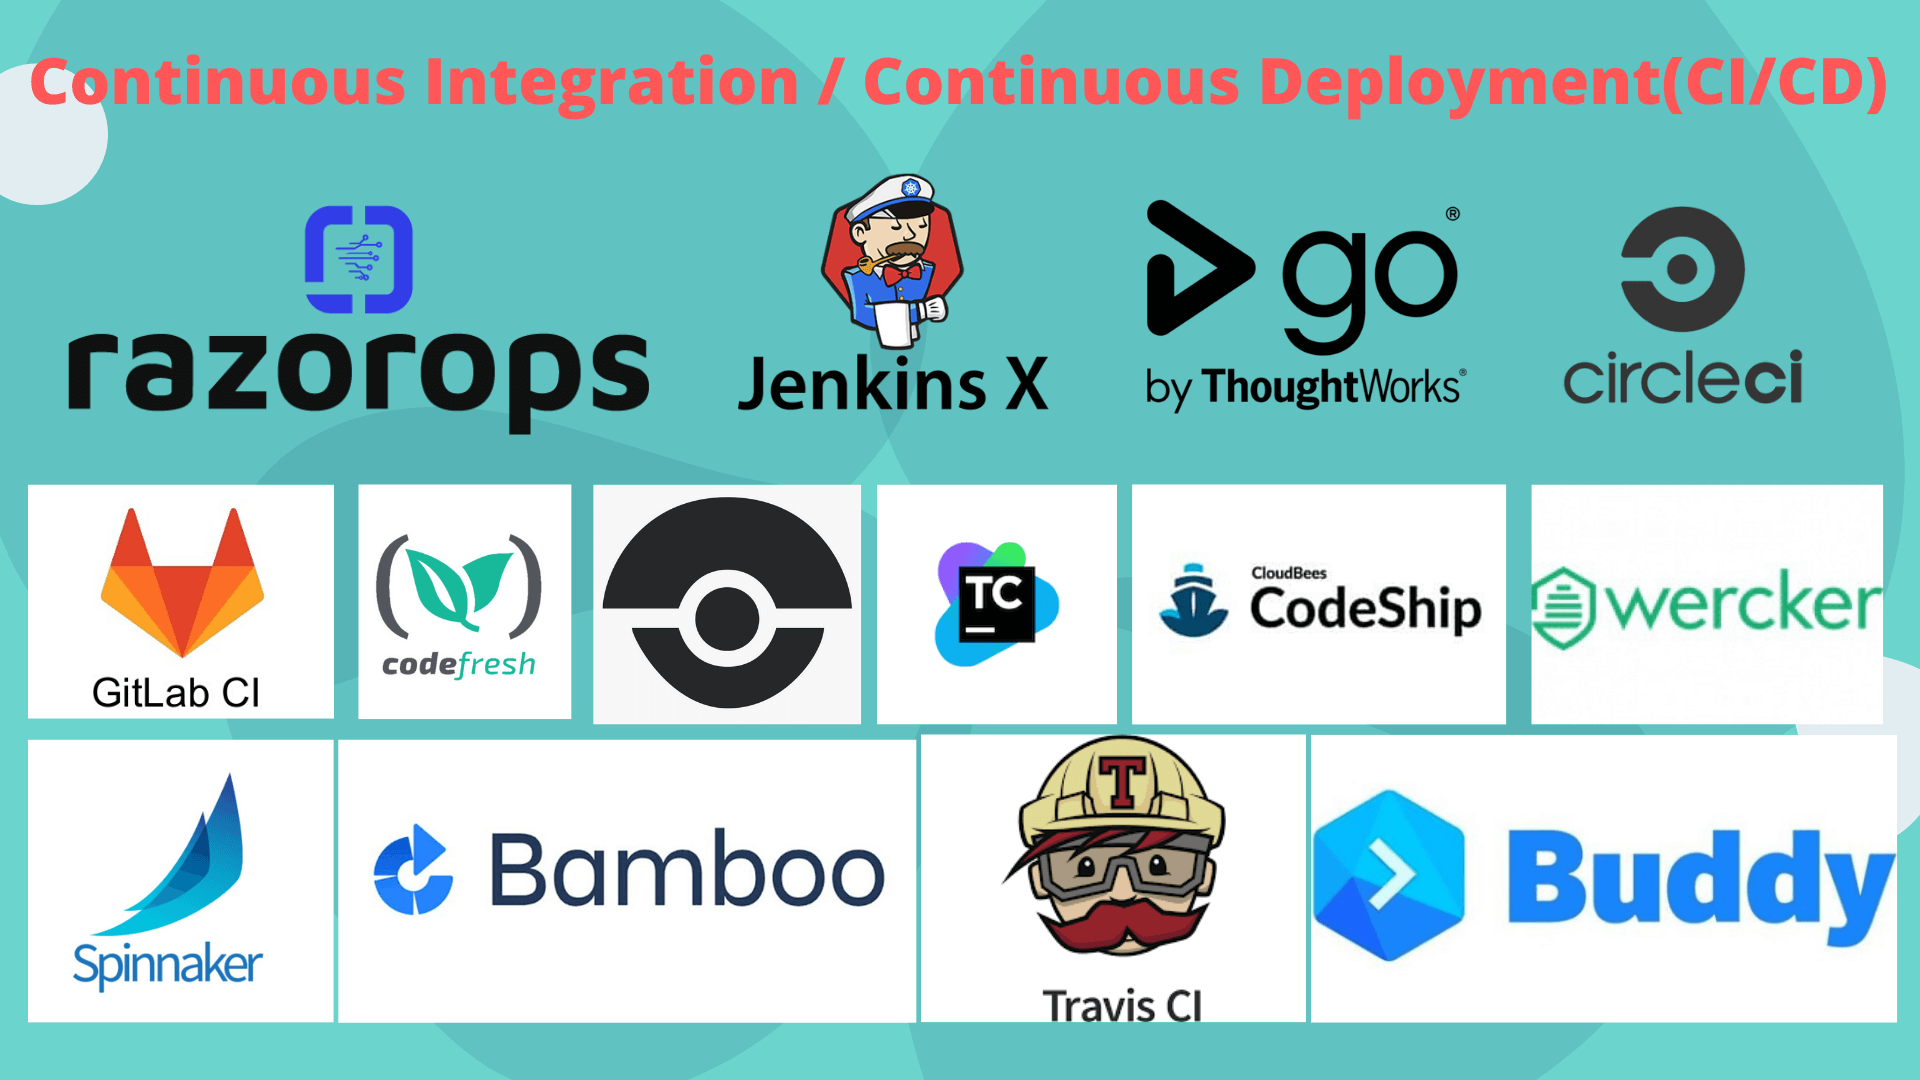 Continuous Integration / Continuous Deployment(CI/CD)
razorops
Jenkins X
go®
by ThoughtWorks®
circleci
GitLab CI
codefresh
TC
CloudBees
CodeShip
wercker
Spinnaker
Bamboo
T
Travis CI
Buddy